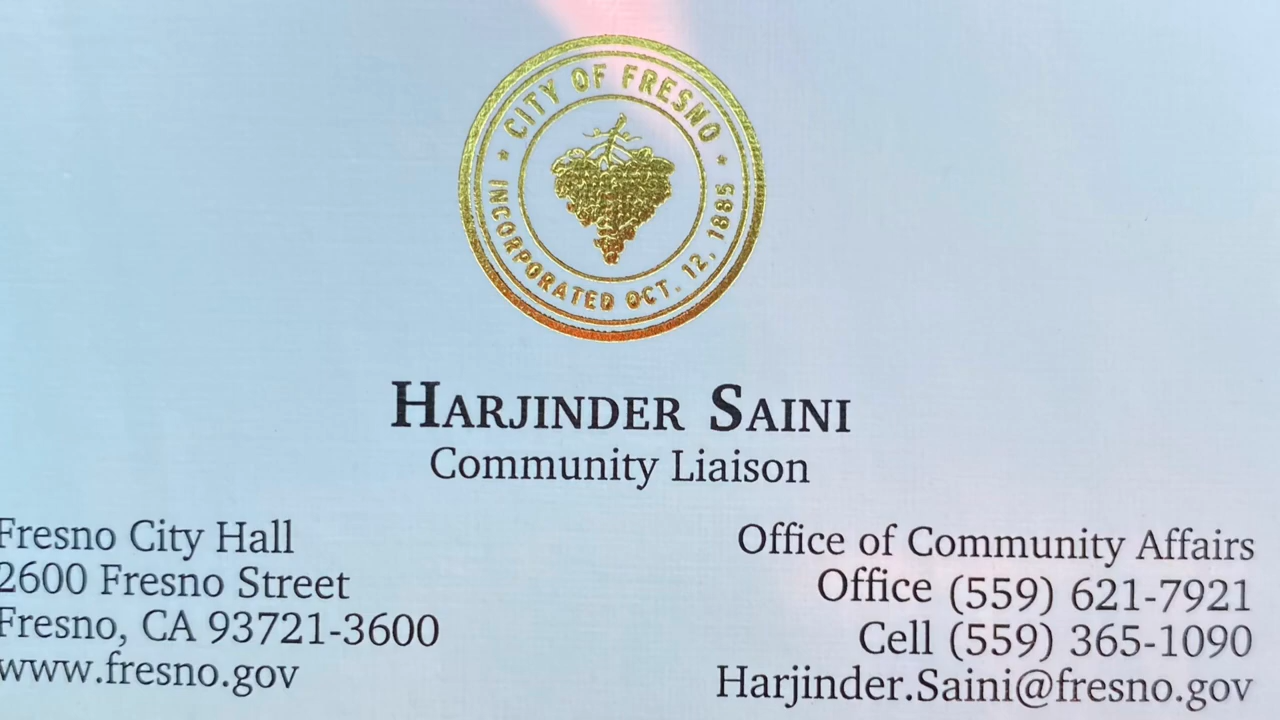 CITY OF FRESNO
INCORPORATED OCT. 12, 1885
HARJINDER SAINI
Community Liaison
Fresno City Hall
2600 Fresno Street
Fresno, CA 93721-3600
www.fresno.gov
Office of Community Affairs
Office (559) 621-7921
Cell (559) 365-1090
Harjinder.Saini@fresno.gov